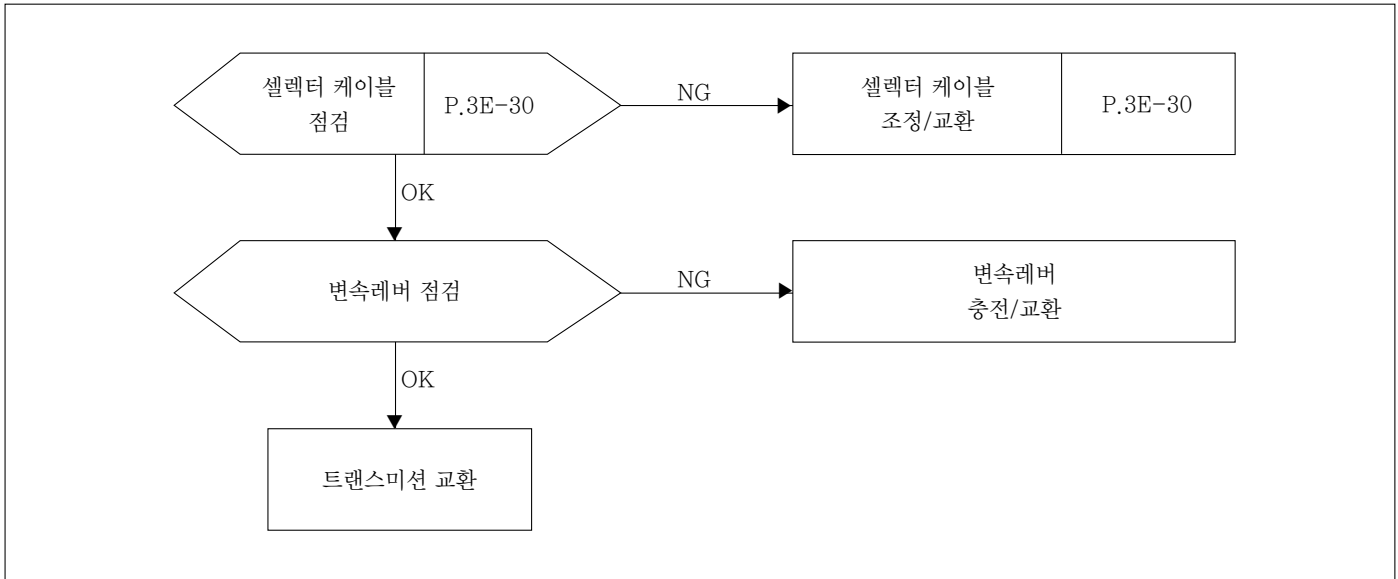 셀렉터 케이블
점검
P.3E-30
NG
셀렉터 케이블
조정/교환
P.3E-30
OK
변속레버 점검
NG
변속레버
충전/교환
OK
트랜스미션 교환